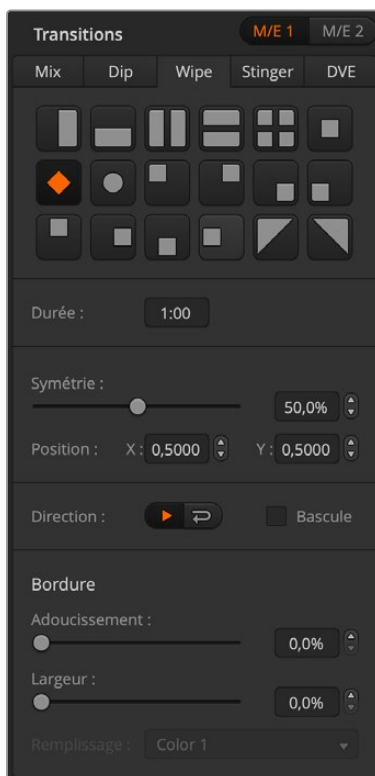 Transitions M/E 1 M/E 2
Mix Dip Wipe Stinger DVE
Durée : 1:00
Symétrie :
50,0%
Position : X : 0,5000 Y : 0,5000
Direction : Bascule
Bordure
Adoucissement :
0,0%
Largeur :
0,0%
Remplissage : Color 1